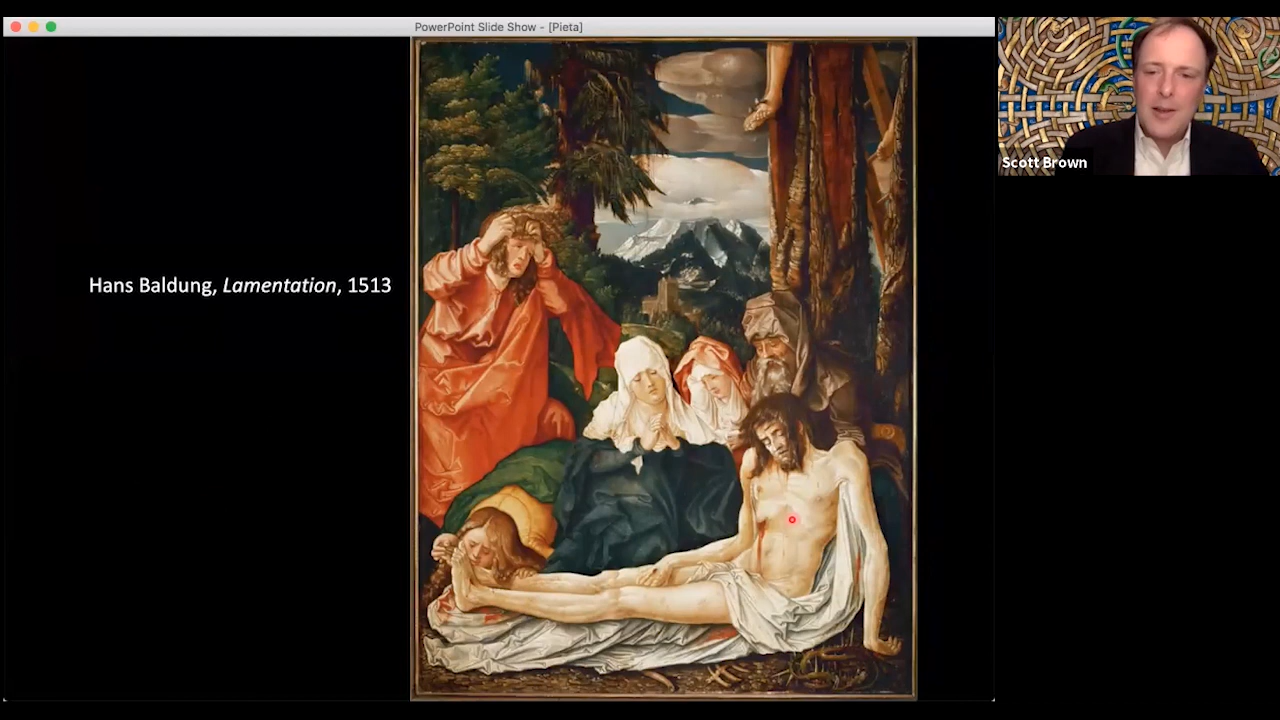 PowerPoint Slide Show - [Pieta]
Scott Brown
Hans Baldung, Lamentation, 1513